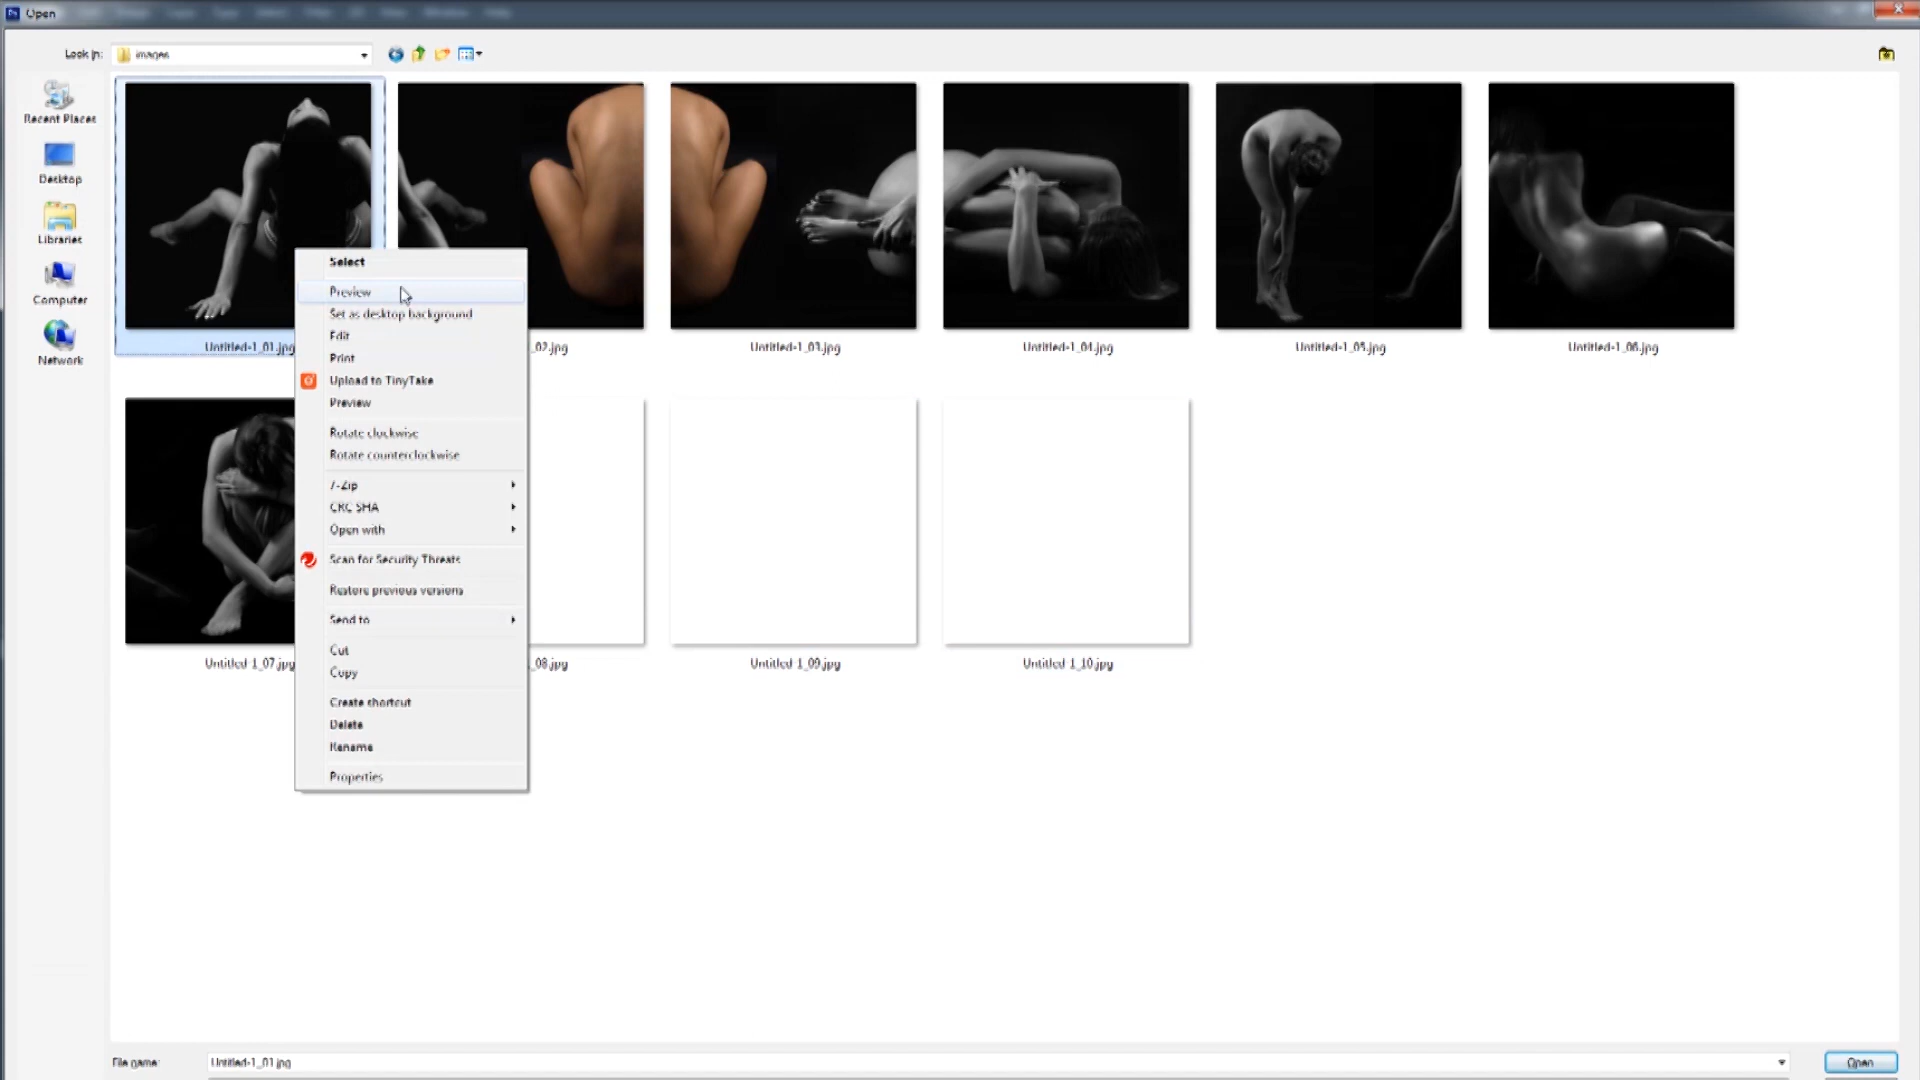 Open
Look in:
images
Recent Places
Desktop
Libraries
Computer
Network
Untitled-1_01.jpg
_02.jpg
Untitled-1_03.jpg
Untitled-1_04.jpg
Untitled-1_05.jpg
Untitled-1_06.jpg
Select
Preview
Set as desktop background
Edit
Print
Upload to TinyTake
Preview
Rotate clockwise
Rotate counterclockwise
7-Zip
CRC SHA
Open with
Scan for Security Threats
Restore previous versions
Send to
Cut
Copy
Create shortcut
Delete
Rename
Properties
Untitled-1_07.jpg
_08.jpg
Untitled-1_09.jpg
Untitled-1_10.jpg
File name:
Untitled-1_01.jpg
Open